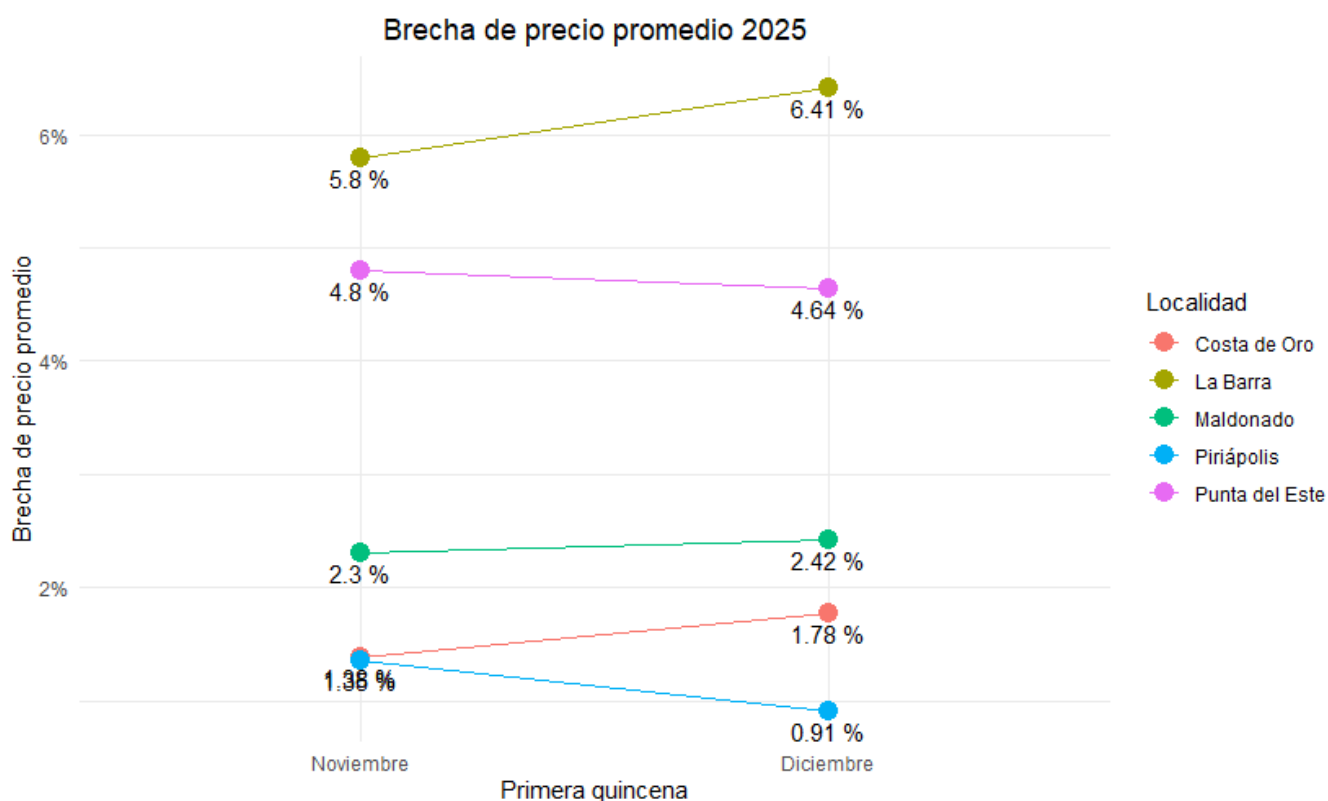 Brecha de precio promedio 2025
Brecha de precio promedio
6%
4%
2%
6.41 %
5.8 %
4.8 %
4.64 %
2.3 %
2.42 %
1.78 %
0.91 %
Noviembre
Diciembre
Primera quincena
Localidad
Costa de Oro
La Barra
Maldonado
Piriápolis
Punta del Este